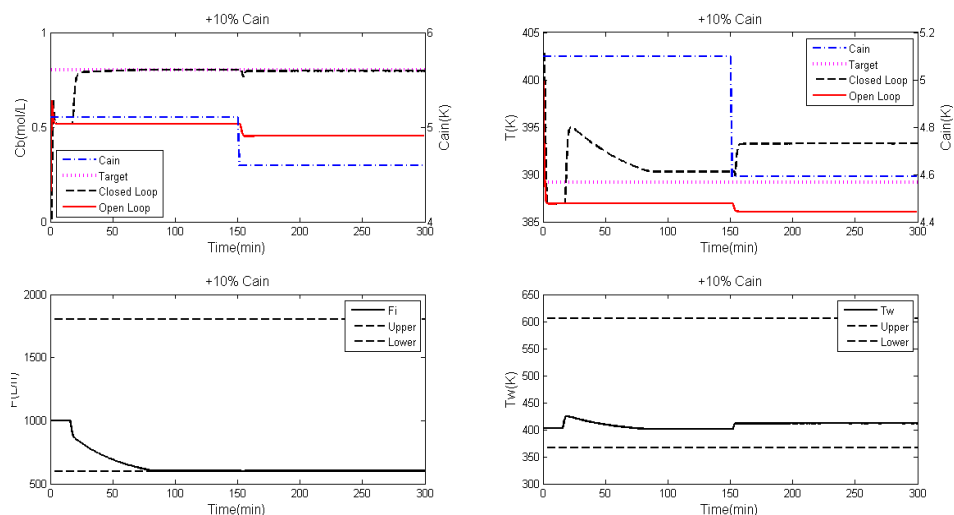 +10% Cain
Cb(mol/L)
1
0.5
0
6
5
4
Cain(K)
Cain
Target
Closed Loop
Open Loop
0 50 100 150 200 250 300
Time(min)
+10% Cain
T(K)
405
400
395
390
385
5.2
5
4.8
4.6
4.4
Cain(K)
Cain
Target
Closed Loop
Open Loop
0 50 100 150 200 250 300
Time(min)
+10% Cain
2000
1500
1000
500
Fi
Upper
Lower
0 50 100 150 200 250 300
Time(min)
+10% Cain
Tw(K)
650
600
550
500
450
400
350
300
Tw
Upper
Lower
0 50 100 150 200 250 300
Time(min)